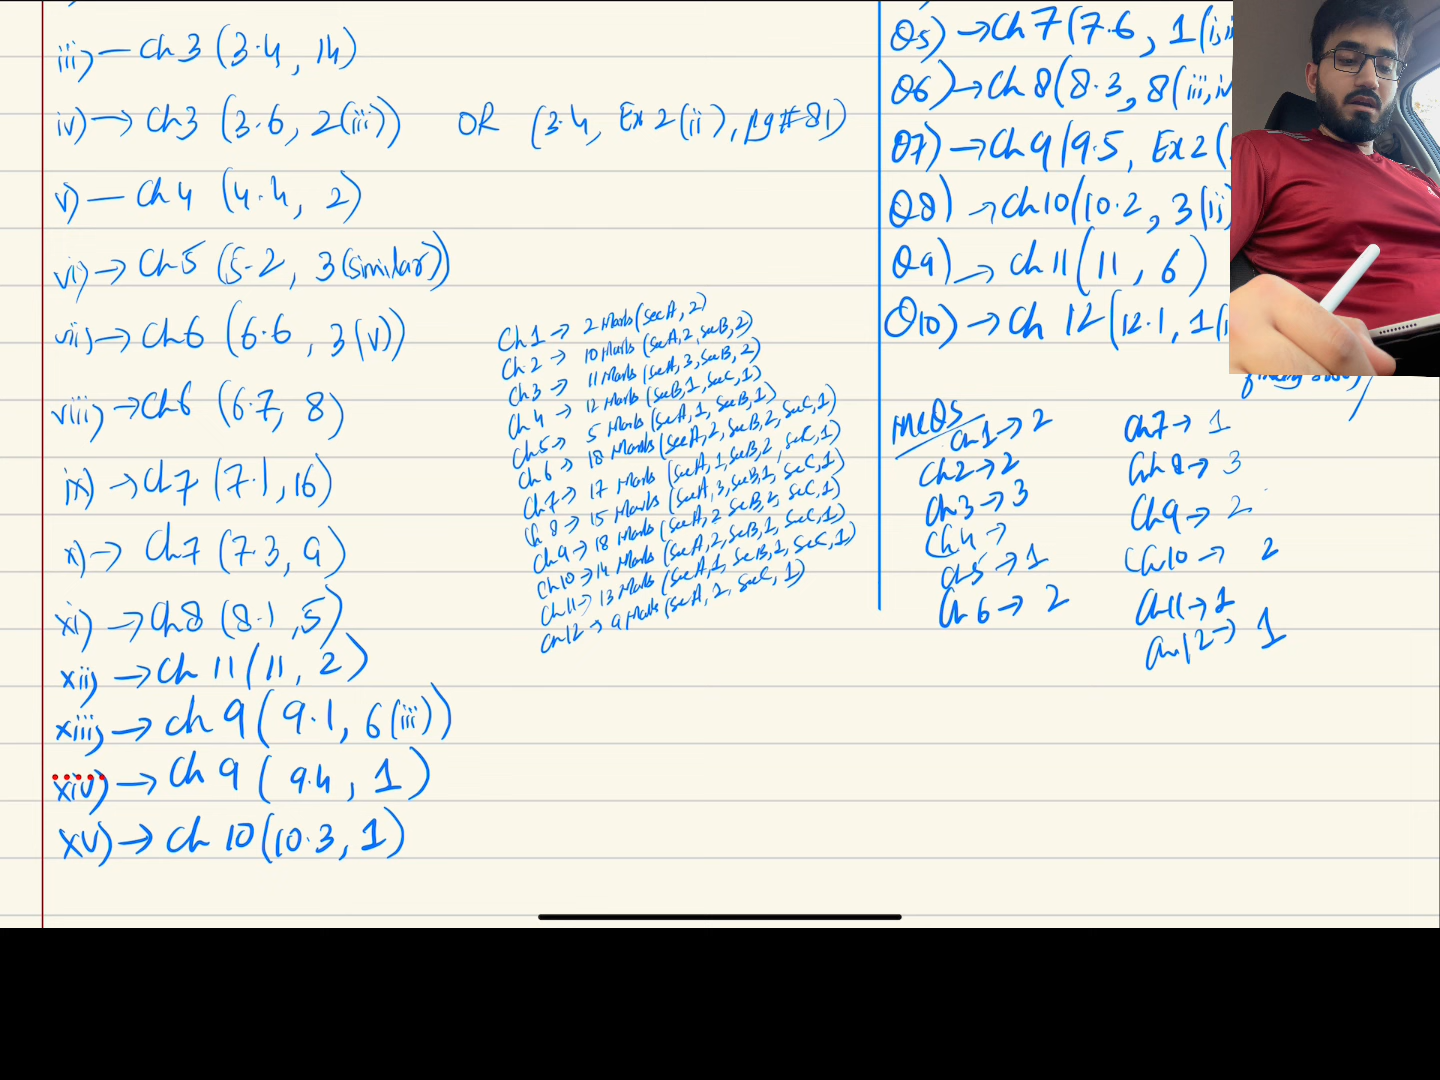 iii) — Ch 3 (3.4, 14)
iv) → Ch 3 (3.6, 2(iii)) OR (3.4, Ex 2(ii), pg # 81)
v) — Ch 4 (4.4, 2)
vi) → Ch 5 (5-2, 3(similar))
vii) → Ch 6 (6.6, 3(v))
viii) → Ch 6 (6.7, 8)
ix) → Ch 7 (7.1, 16)
x) → Ch 7 (7.3, 9)
xi) → Ch 8 (8.1, 5)
xii) → Ch 11 (11, 2)
xiii) → Ch 9 (9.1, 6(iii))
xiv) → Ch 9 (9.4, 1)
xv) → Ch 10 (10.3, 1)
Ch 1 → 2 Marks (SecA, 2)
Ch 2 → 10 Marks (SecA, 2, SecB, 2)
Ch 3 → 11 Marks (SecA, 3, SecB, 2)
Ch 4 → 12 Marks (SecB, 1, SecC, 1)
Ch 5 → 5 Marks (SecA, 1, SecB, 1)
Ch 6 → 18 Marks (SecA, 2, SecB, 2, SecC, 1)
Ch 7 → 17 Marks (SecA, 1, SecB, 2, SecC, 1)
Ch 8 → 15 Marks (SecA, 3, SecB, 1, SecC, 1)
Ch 9 → 18 Marks (SecA, 2 SecB, 2, SecC, 1)
Ch 10 → 14 Marks (SecA, 2, SecB, 1, SecC, 1)
Ch 11 → 13 Marks (SecA, 1, SecB, 1, SecC, 1)
Ch 12 → 9 Marks (SecA, 1, SecC, 1)
Q5) → Ch 7 (7.6, 1(i,
Q6) → Ch 8 (8.3, 8(iii, iv
Q7) → Ch 9 (9.5, Ex 2 (
Q8) → Ch 10 (10.2, 3(ii)
Q9) → Ch 11 (11, 6)
Q10) → Ch 12 (12.1, 1(i
MCQS
Ch 1 → 2
Ch 2 → 2
Ch 3 → 3
Ch 4 →
Ch 5 → 1
Ch 6 → 2
Ch 7 → 1
Ch 8 → 3
Ch 9 → 2
Ch 10 → 2
Ch 11 → 1
Ch 12 → 1